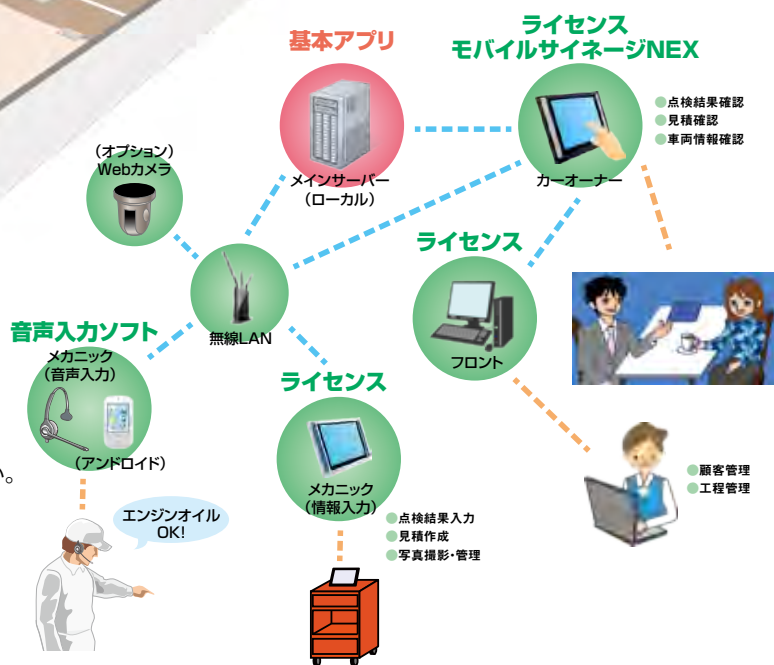 ライセンス
モバイルサイネージNEX
基本アプリ
●点検結果確認
●見積確認
●車両情報確認
(オプション)
Webカメラ
メインサーバー
(ローカル)
カーオーナー
ライセンス
無線LAN
フロント
音声入力ソフト
メカニック
(音声入力)
(アンドロイド)
い。
ライセンス
メカニック
(情報入力)
●点検結果入力
●見積作成
●写真撮影・管理
●顧客管理
●工程管理
エンジンオイル
OK!